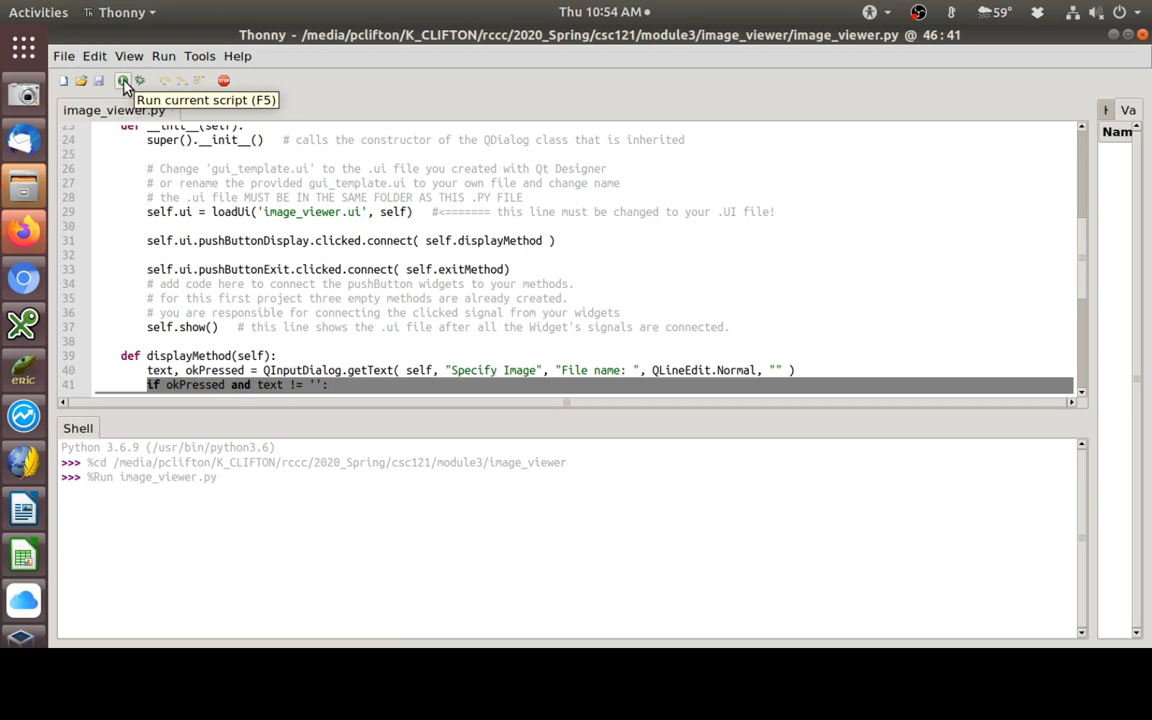 Activities Thonny Thu 10:54 AM 59°
Thonny - /media/pclifton/K_CLIFTON/rccc/2020_Spring/csc121/module3/image_viewer/image_viewer.py @ 46:41
File Edit View Run Tools Help
Run current script (F5)
image_viewer.py Va
Nam
23 def __init__(self):
24 super().__init__() # calls the constructor of the QDialog class that is inherited
25
26 # Change 'gui_template.ui' to the .ui file you created with Qt Designer
27 # or rename the provided gui_template.ui to your own file and change name
28 # the .ui file MUST BE IN THE SAME FOLDER AS THIS .PY FILE
29 self.ui = loadUi('image_viewer.ui', self) #<======= this line must be changed to your .UI file!
30
31 self.ui.pushButtonDisplay.clicked.connect( self.displayMethod )
32
33 self.ui.pushButtonExit.clicked.connect( self.exitMethod)
34 # add code here to connect the pushButton widgets to your methods.
35 # for this first project three empty methods are already created.
36 # you are responsible for connecting the clicked signal from your widgets
37 self.show() # this line shows the .ui file after all the Widget's signals are connected.
38
39 def displayMethod(self):
40 text, okPressed = QInputDialog.getText( self, "Specify Image", "File name: ", QLineEdit.Normal, "" )
41 if okPressed and text != '':
Shell
Python 3.6.9 (/usr/bin/python3.6)
>>> %cd /media/pclifton/K_CLIFTON/rccc/2020_Spring/csc121/module3/image_viewer
>>> %Run image_viewer.py
eric